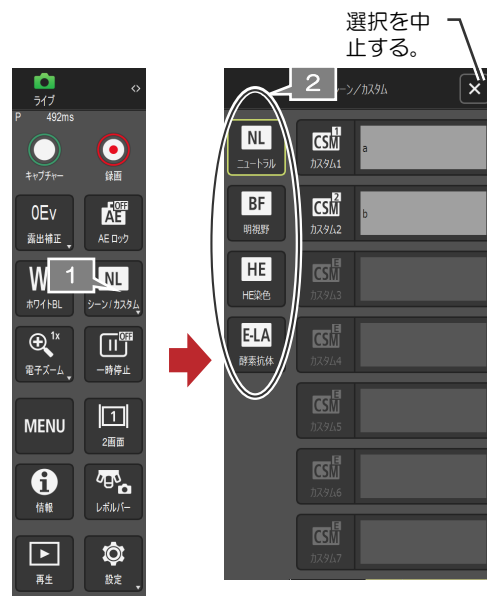 選択を中
止する。
ライブ
P 492ms
キャプチャー
録画
0Ev
露出補正
OFF
AE
AE ロック
W
1
NL
ホワイトBL
シーン/カスタム
1x
電子ズーム
OFF
一時停止
MENU
1
2画面
情報
レボルバー
再生
設定
2
シーン/カスタム
NL
ニュートラル
BF
明視野
HE
HE染色
E-LA
酵素抗体
CSM 1
カスタム1
a
CSM 2
カスタム2
b
CSM E
カスタム3
CSM E
カスタム4
CSM E
カスタム5
CSM E
カスタム6
CSM E
カスタム7